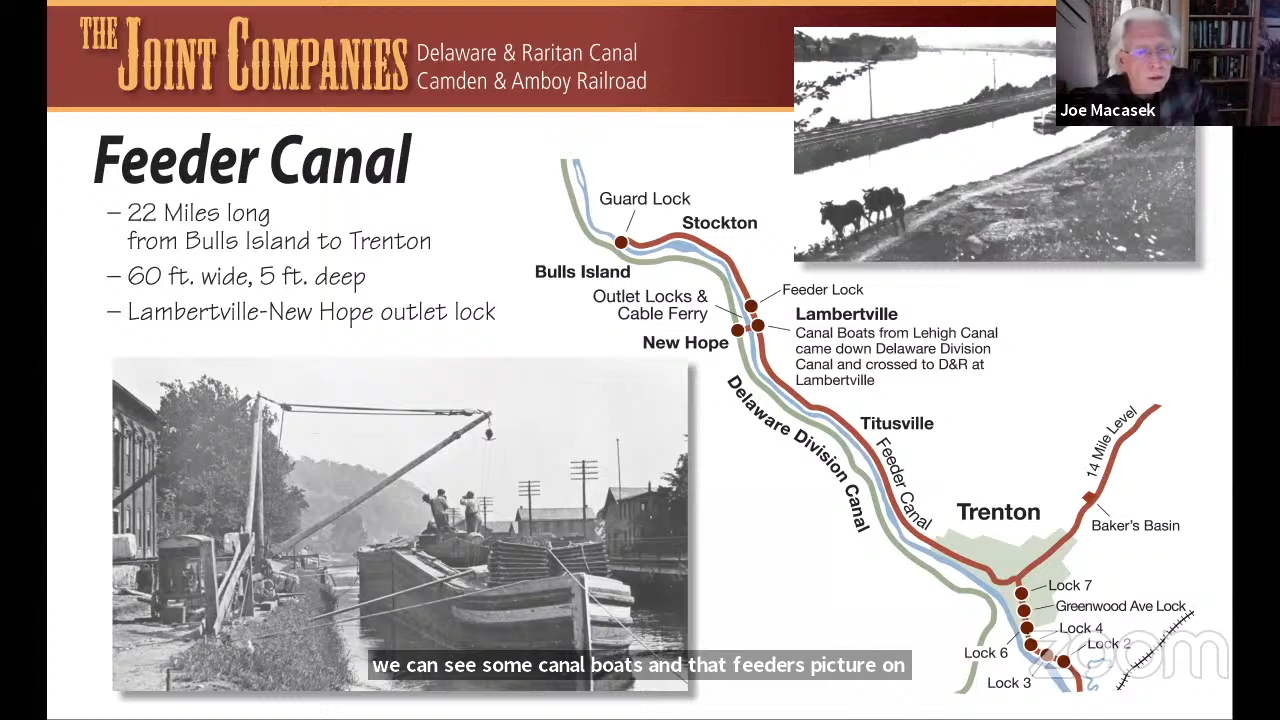 THE JOINT COMPANIES
Delaware & Raritan Canal
Camden & Amboy Railroad
Joe Macasek
Feeder Canal
– 22 Miles long
from Bulls Island to Trenton
– 60 ft. wide, 5 ft. deep
– Lambertville-New Hope outlet lock
Guard Lock
Stockton
Bulls Island
Feeder Lock
Outlet Locks &
Cable Ferry
Lambertville
Canal Boats from Lehigh Canal
came down Delaware Division
Canal and crossed to D&R at
Lambertville
New Hope
Delaware Division Canal
Titusville
Feeder Canal
14 Mile Level
Trenton
Baker's Basin
Lock 7
Greenwood Ave Lock
Lock 4
Lock 2
Lock 6
Lock 3
zoom
we can see some canal boats and that feeders picture on